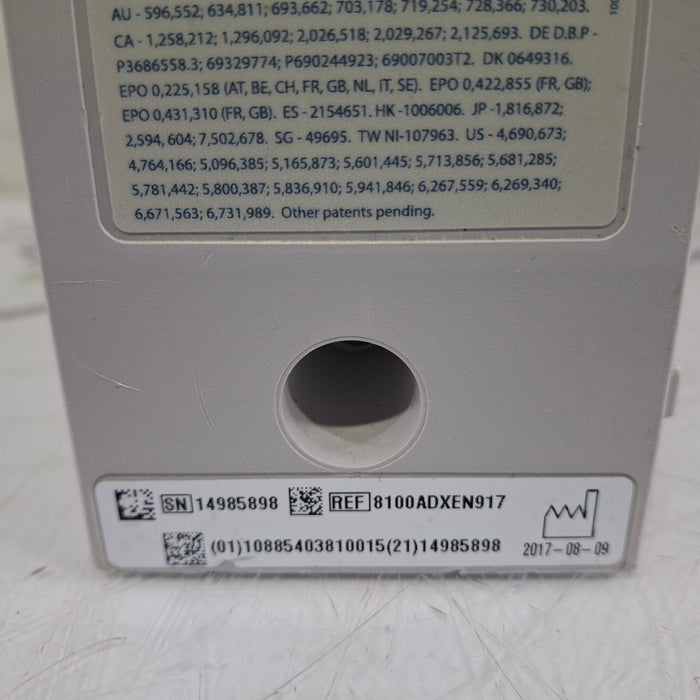 AU - 596,552; 634,811; 693,662; 703,178; 719,254; 728,366; 730,203.
CA - 1,258,212; 1,296,092; 2,026,518; 2,029,267; 2,125,693. DE D.B.P -
P3686558.3; 69329774; P690244923; 69007003T2. DK 0649316.
EPO 0,225,158 (AT, BE, CH, FR, GB, NL, IT, SE). EPO 0,422,855 (FR, GB);
EPO 0,431,310 (FR, GB). ES - 2154651. HK -1006006. JP -1,816,872;
2,594, 604; 7,502,678. SG - 49695. TW NI-107963. US - 4,690,673;
4,764,166; 5,096,385; 5,165,873; 5,601,445; 5,713,856; 5,681,285;
5,781,442; 5,800,387; 5,836,910; 5,941,846; 6,267,559; 6,269,340;
6,671,563; 6,731,989. Other patents pending.
SN 14985898 REF 8100ADXEN917
(01)10885403810015(21)14985898 2017-08-09